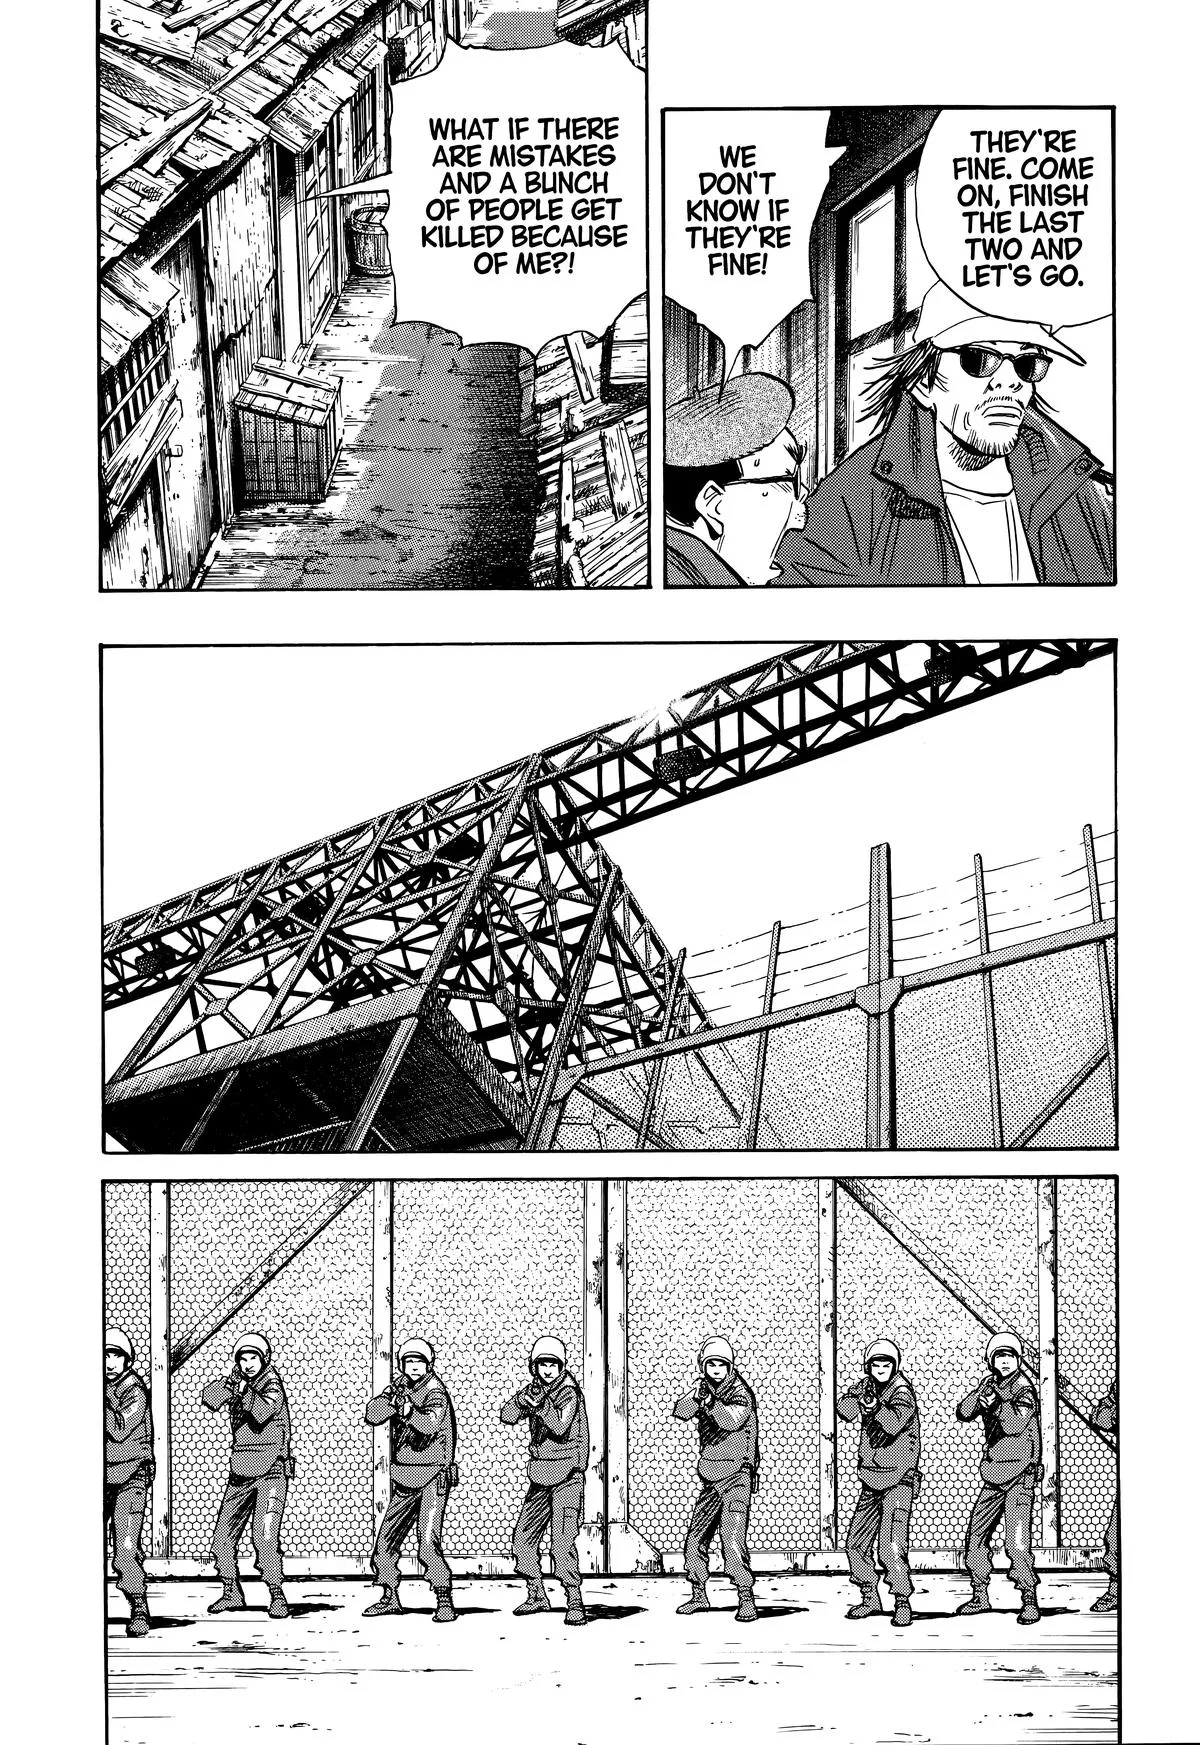 THEY'RE
FINE. COME
ON, FINISH
THE LAST
TWO AND
LET'S GO.
WE
DON'T
KNOW IF
THEY'RE
FINE!
WHAT IF THERE
ARE MISTAKES
AND A BUNCH
OF PEOPLE GET
KILLED BECAUSE
OF ME?!